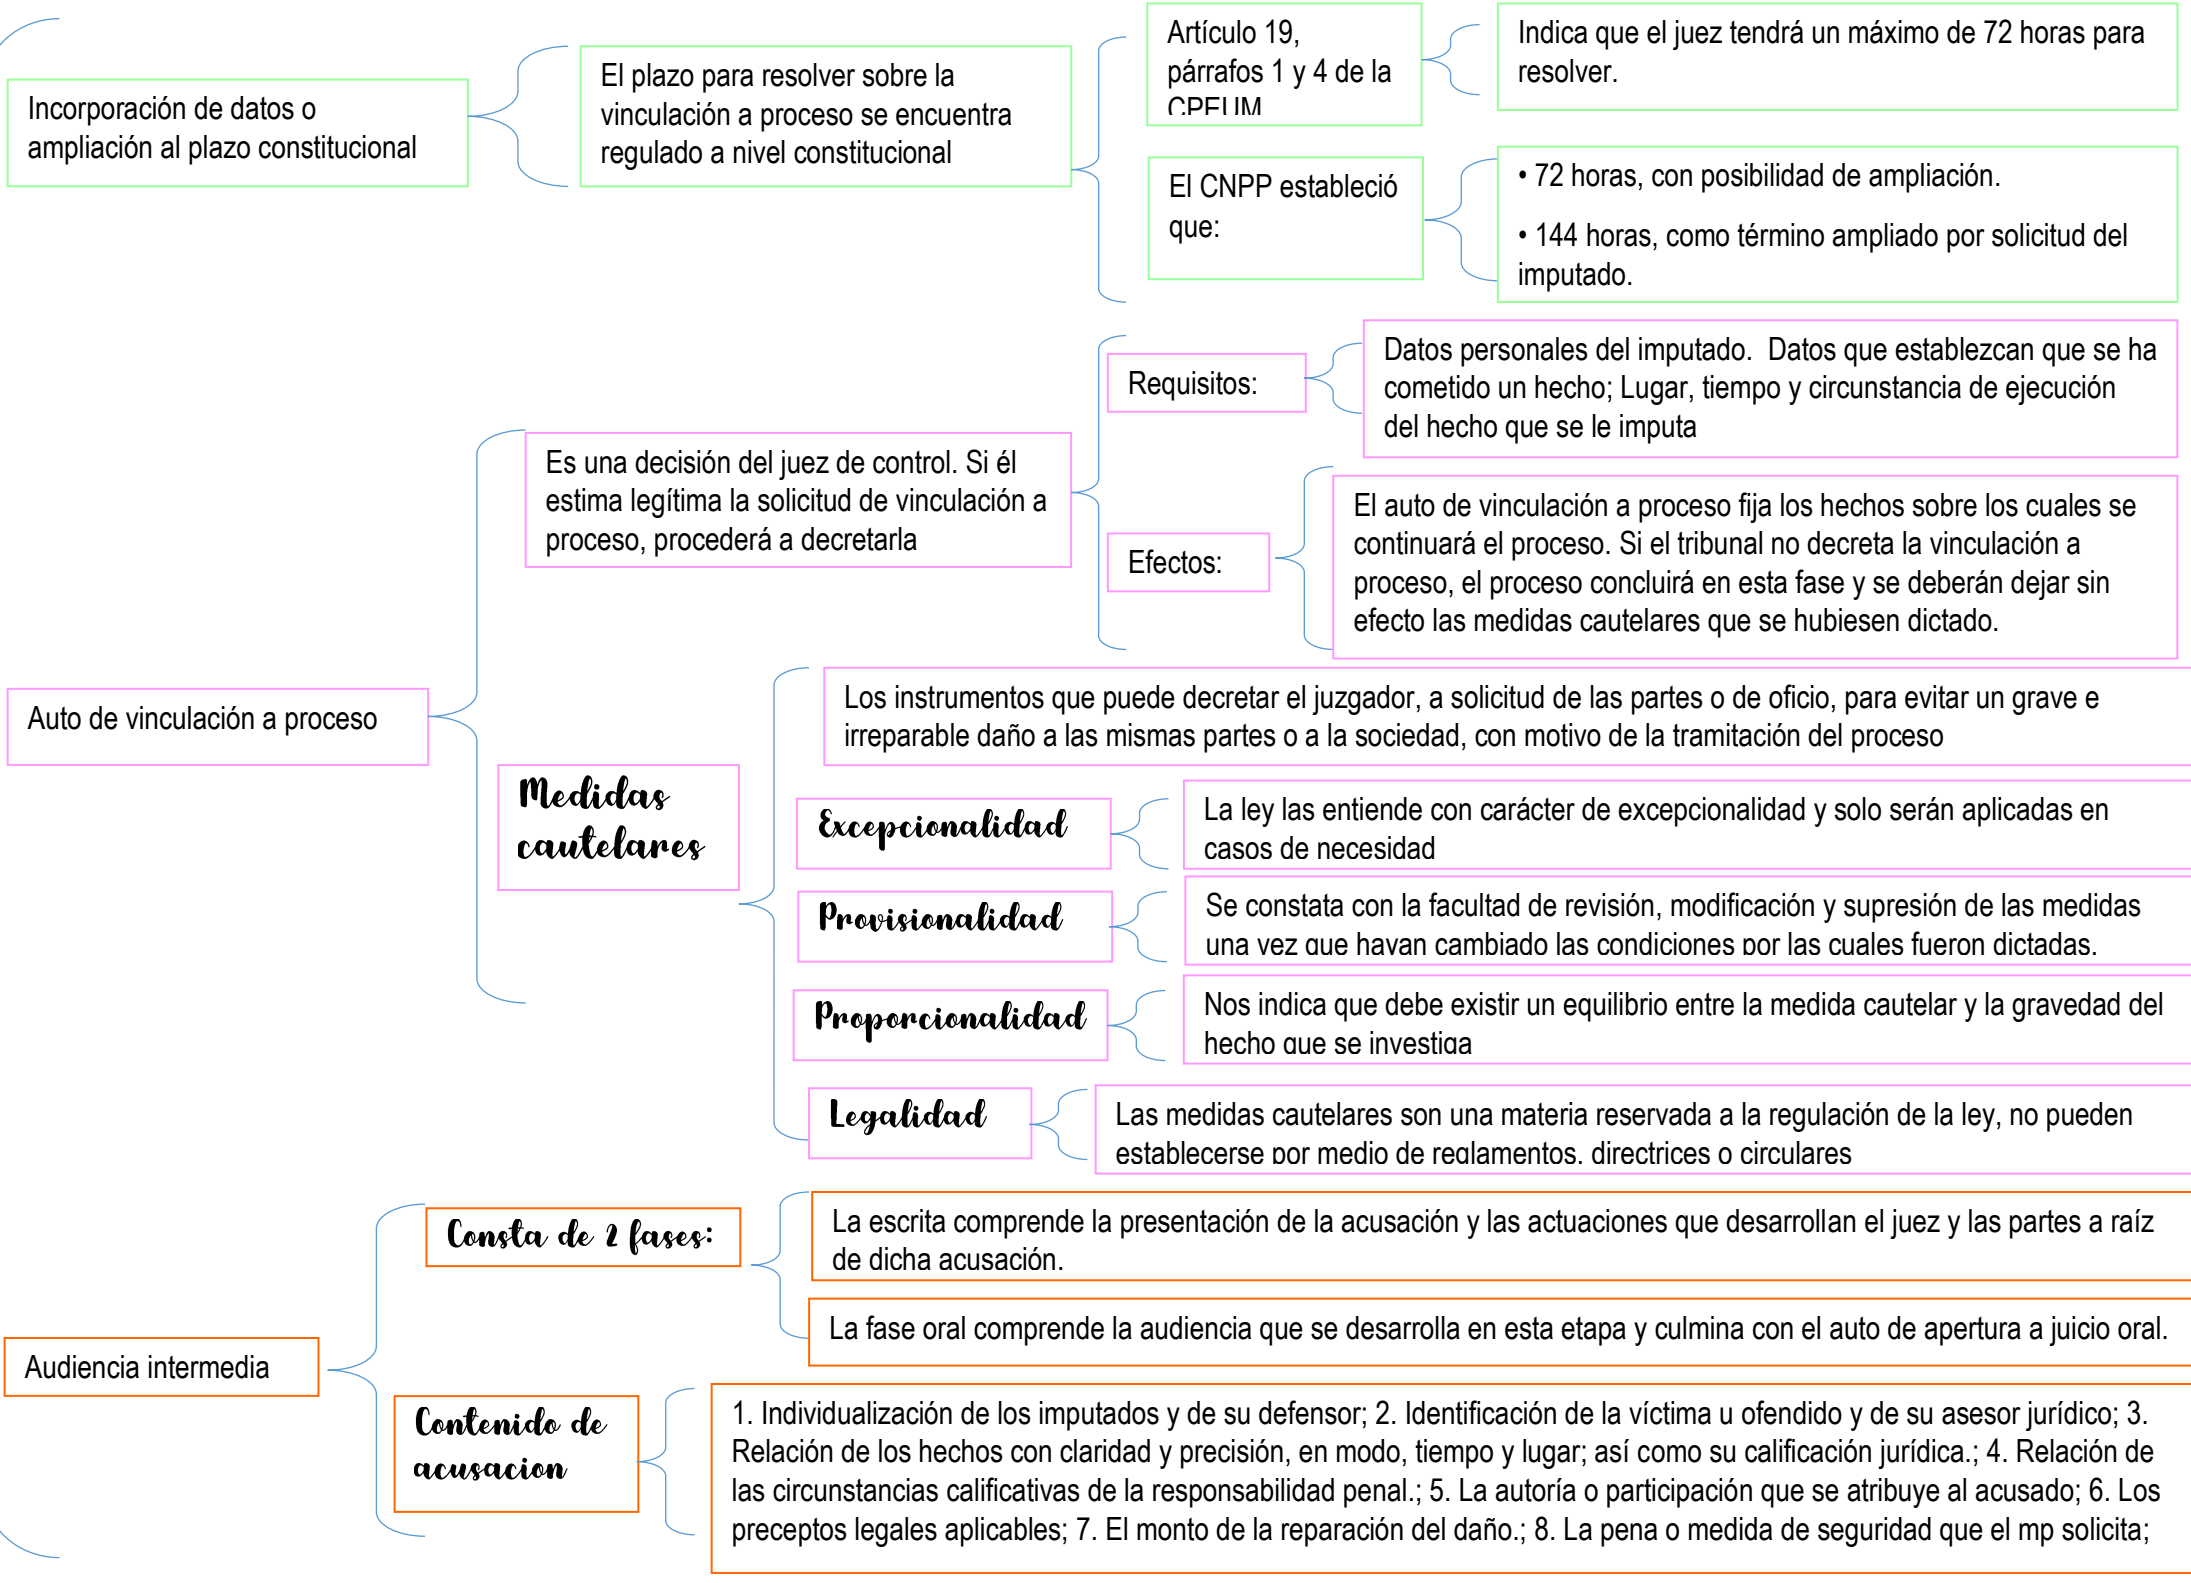 Incorporación de datos o
ampliación al plazo constitucional
El plazo para resolver sobre la
vinculación a proceso se encuentra
regulado a nivel constitucional
Artículo 19,
párrafos 1 y 4 de la
CPEUM
Indica que el juez tendrá un máximo de 72 horas para
resolver.
El CNPP estableció
que:
• 72 horas, con posibilidad de ampliación.
• 144 horas, como término ampliado por solicitud del
imputado.
Auto de vinculación a proceso
Es una decisión del juez de control. Si él
estima legítima la solicitud de vinculación a
proceso, procederá a decretarla
Requisitos:
Datos personales del imputado.  Datos que establezcan que se ha
cometido un hecho; Lugar, tiempo y circunstancia de ejecución
del hecho que se le imputa
Efectos:
El auto de vinculación a proceso fija los hechos sobre los cuales se
continuará el proceso. Si el tribunal no decreta la vinculación a
proceso, el proceso concluirá en esta fase y se deberán dejar sin
efecto las medidas cautelares que se hubiesen dictado.
Medidas
cautelares
Los instrumentos que puede decretar el juzgador, a solicitud de las partes o de oficio, para evitar un grave e
irreparable daño a las mismas partes o a la sociedad, con motivo de la tramitación del proceso
Excepcionalidad
La ley las entiende con carácter de excepcionalidad y solo serán aplicadas en
casos de necesidad
Provisionalidad
Se constata con la facultad de revisión, modificación y supresión de las medidas
una vez que hayan cambiado las condiciones por las cuales fueron dictadas.
Proporcionalidad
Nos indica que debe existir un equilibrio entre la medida cautelar y la gravedad del
hecho que se investiga
Legalidad
Las medidas cautelares son una materia reservada a la regulación de la ley, no pueden
establecerse por medio de reglamentos, directrices o circulares
Audiencia intermedia
Consta de 2 fases:
La escrita comprende la presentación de la acusación y las actuaciones que desarrollan el juez y las partes a raíz
de dicha acusación.
La fase oral comprende la audiencia que se desarrolla en esta etapa y culmina con el auto de apertura a juicio oral.
Contenido de
acusacion
1. Individualización de los imputados y de su defensor; 2. Identificación de la víctima u ofendido y de su asesor jurídico; 3.
Relación de los hechos con claridad y precisión, en modo, tiempo y lugar; así como su calificación jurídica.; 4. Relación de
las circunstancias calificativas de la responsabilidad penal.; 5. La autoría o participación que se atribuye al acusado; 6. Los
preceptos legales aplicables; 7. El monto de la reparación del daño.; 8. La pena o medida de seguridad que el mp solicita;